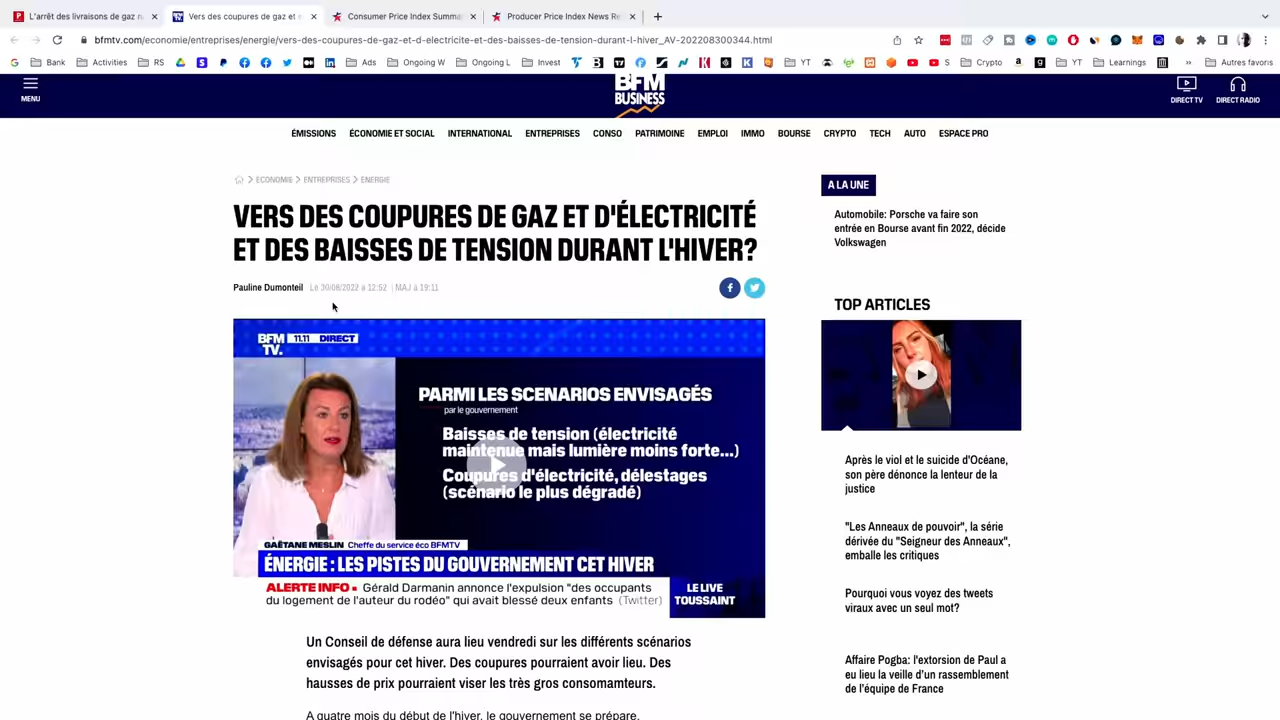 L'arrêt des livraisons de gaz
Vers des coupures de gaz et
Consumer Price Index Summa
Producer Price Index News Re
bfmtv.com/economie/entreprises/energie/vers-des-coupures-de-gaz-et-d-electricite-et-des-baisses-de-tension-durant-l-hiver_AV-202208300344.html
Bank Activities RS Ads Ongoing W Ongoing L Invest YT Crypto YT Learnings Autres favoris
MENU
BFM
BUSINESS
DIRECT TV DIRECT RADIO
ÉMISSIONS ÉCONOMIE ET SOCIAL INTERNATIONAL ENTREPRISES CONSO PATRIMOINE EMPLOI IMMO BOURSE CRYPTO TECH AUTO ESPACE PRO
ECONOMIE > ENTREPRISES > ENERGIE
VERS DES COUPURES DE GAZ ET D'ÉLECTRICITÉ
ET DES BAISSES DE TENSION DURANT L'HIVER?
Pauline Dumonteil Le 30/08/2022 à 12:52 | MAJ à 19:11
BFM
TV.
11.11 DIRECT
PARMI LES SCENARIOS ENVISAGÉS
par le gouvernement
Baisses de tension (électricité
maintenue mais lumière moins forte...)
Coupures d'électricité, délestages
(scénario le plus dégradé)
GAËTANE MESLIN Cheffe du service éco BFMTV
ÉNERGIE : LES PISTES DU GOUVERNEMENT CET HIVER
ALERTE INFO Gérald Darmanin annonce l'expulsion "des occupants
du logement de l'auteur du rodéo" qui avait blessé deux enfants (Twitter)
LE LIVE
TOUSSAINT
Un Conseil de défense aura lieu vendredi sur les différents scénarios
envisagés pour cet hiver. Des coupures pourraient avoir lieu. Des
hausses de prix pourraient viser les très gros consomamteurs.
A quatre mois du début de l'hiver, le gouvernement se prépare.
A LA UNE
Automobile: Porsche va faire son
entrée en Bourse avant fin 2022, décide
Volkswagen
TOP ARTICLES
Après le viol et le suicide d'Océane,
son père dénonce la lenteur de la
justice
"Les Anneaux de pouvoir", la série
dérivée du "Seigneur des Anneaux",
emballe les critiques
Pourquoi vous voyez des tweets
viraux avec un seul mot?
Affaire Pogba: l'extorsion de Paul a
eu lieu la veille d'un rassemblement
de l'équipe de France